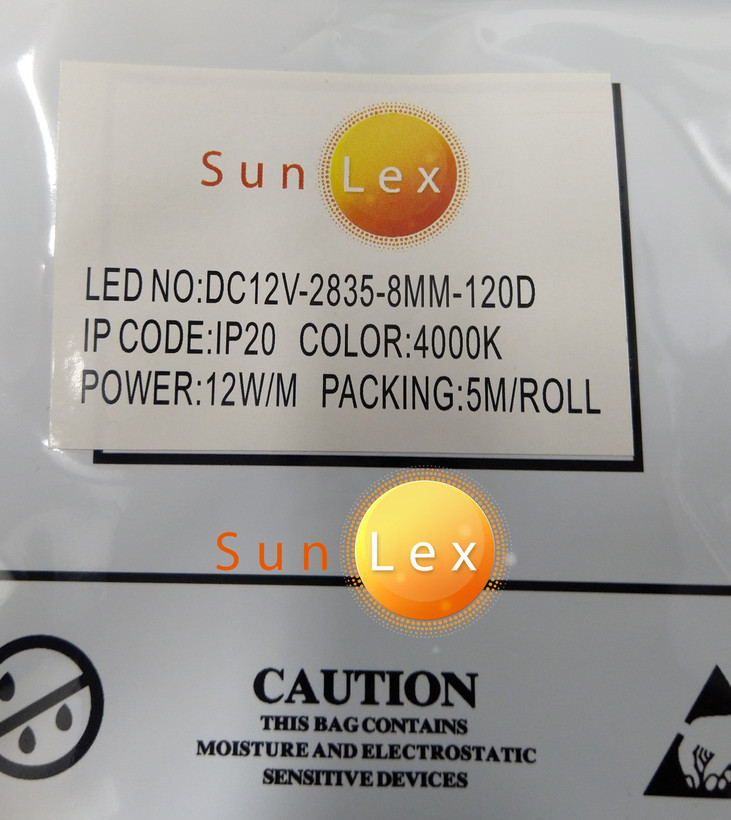 Sun Lex
LED NO:DC12V-2835-8MM-120D
IP CODE:IP20 COLOR:4000K
POWER:12W/M PACKING:5M/ROLL
Sun Lex
CAUTION
THIS BAG CONTAINS
MOISTURE AND ELECTROSTATIC
SENSITIVE DEVICES